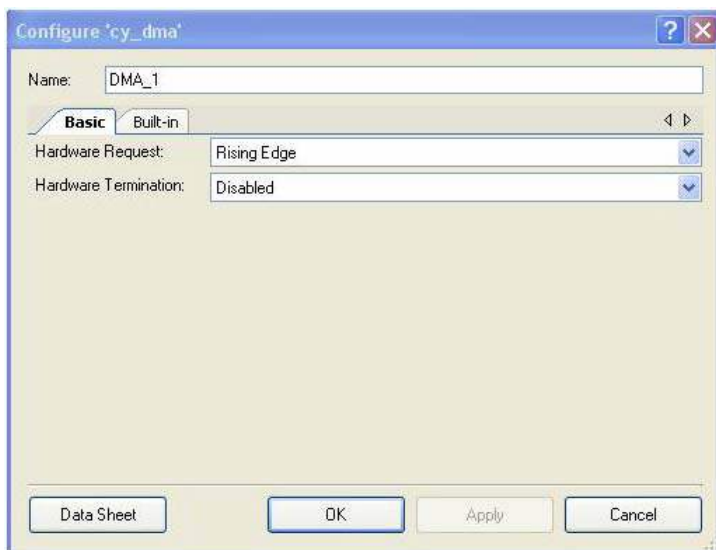 Configure 'cy_dma'
Name: DMA_1
Basic Built-in
Hardware Request: Rising Edge
Hardware Termination: Disabled
Data Sheet OK Apply Cancel